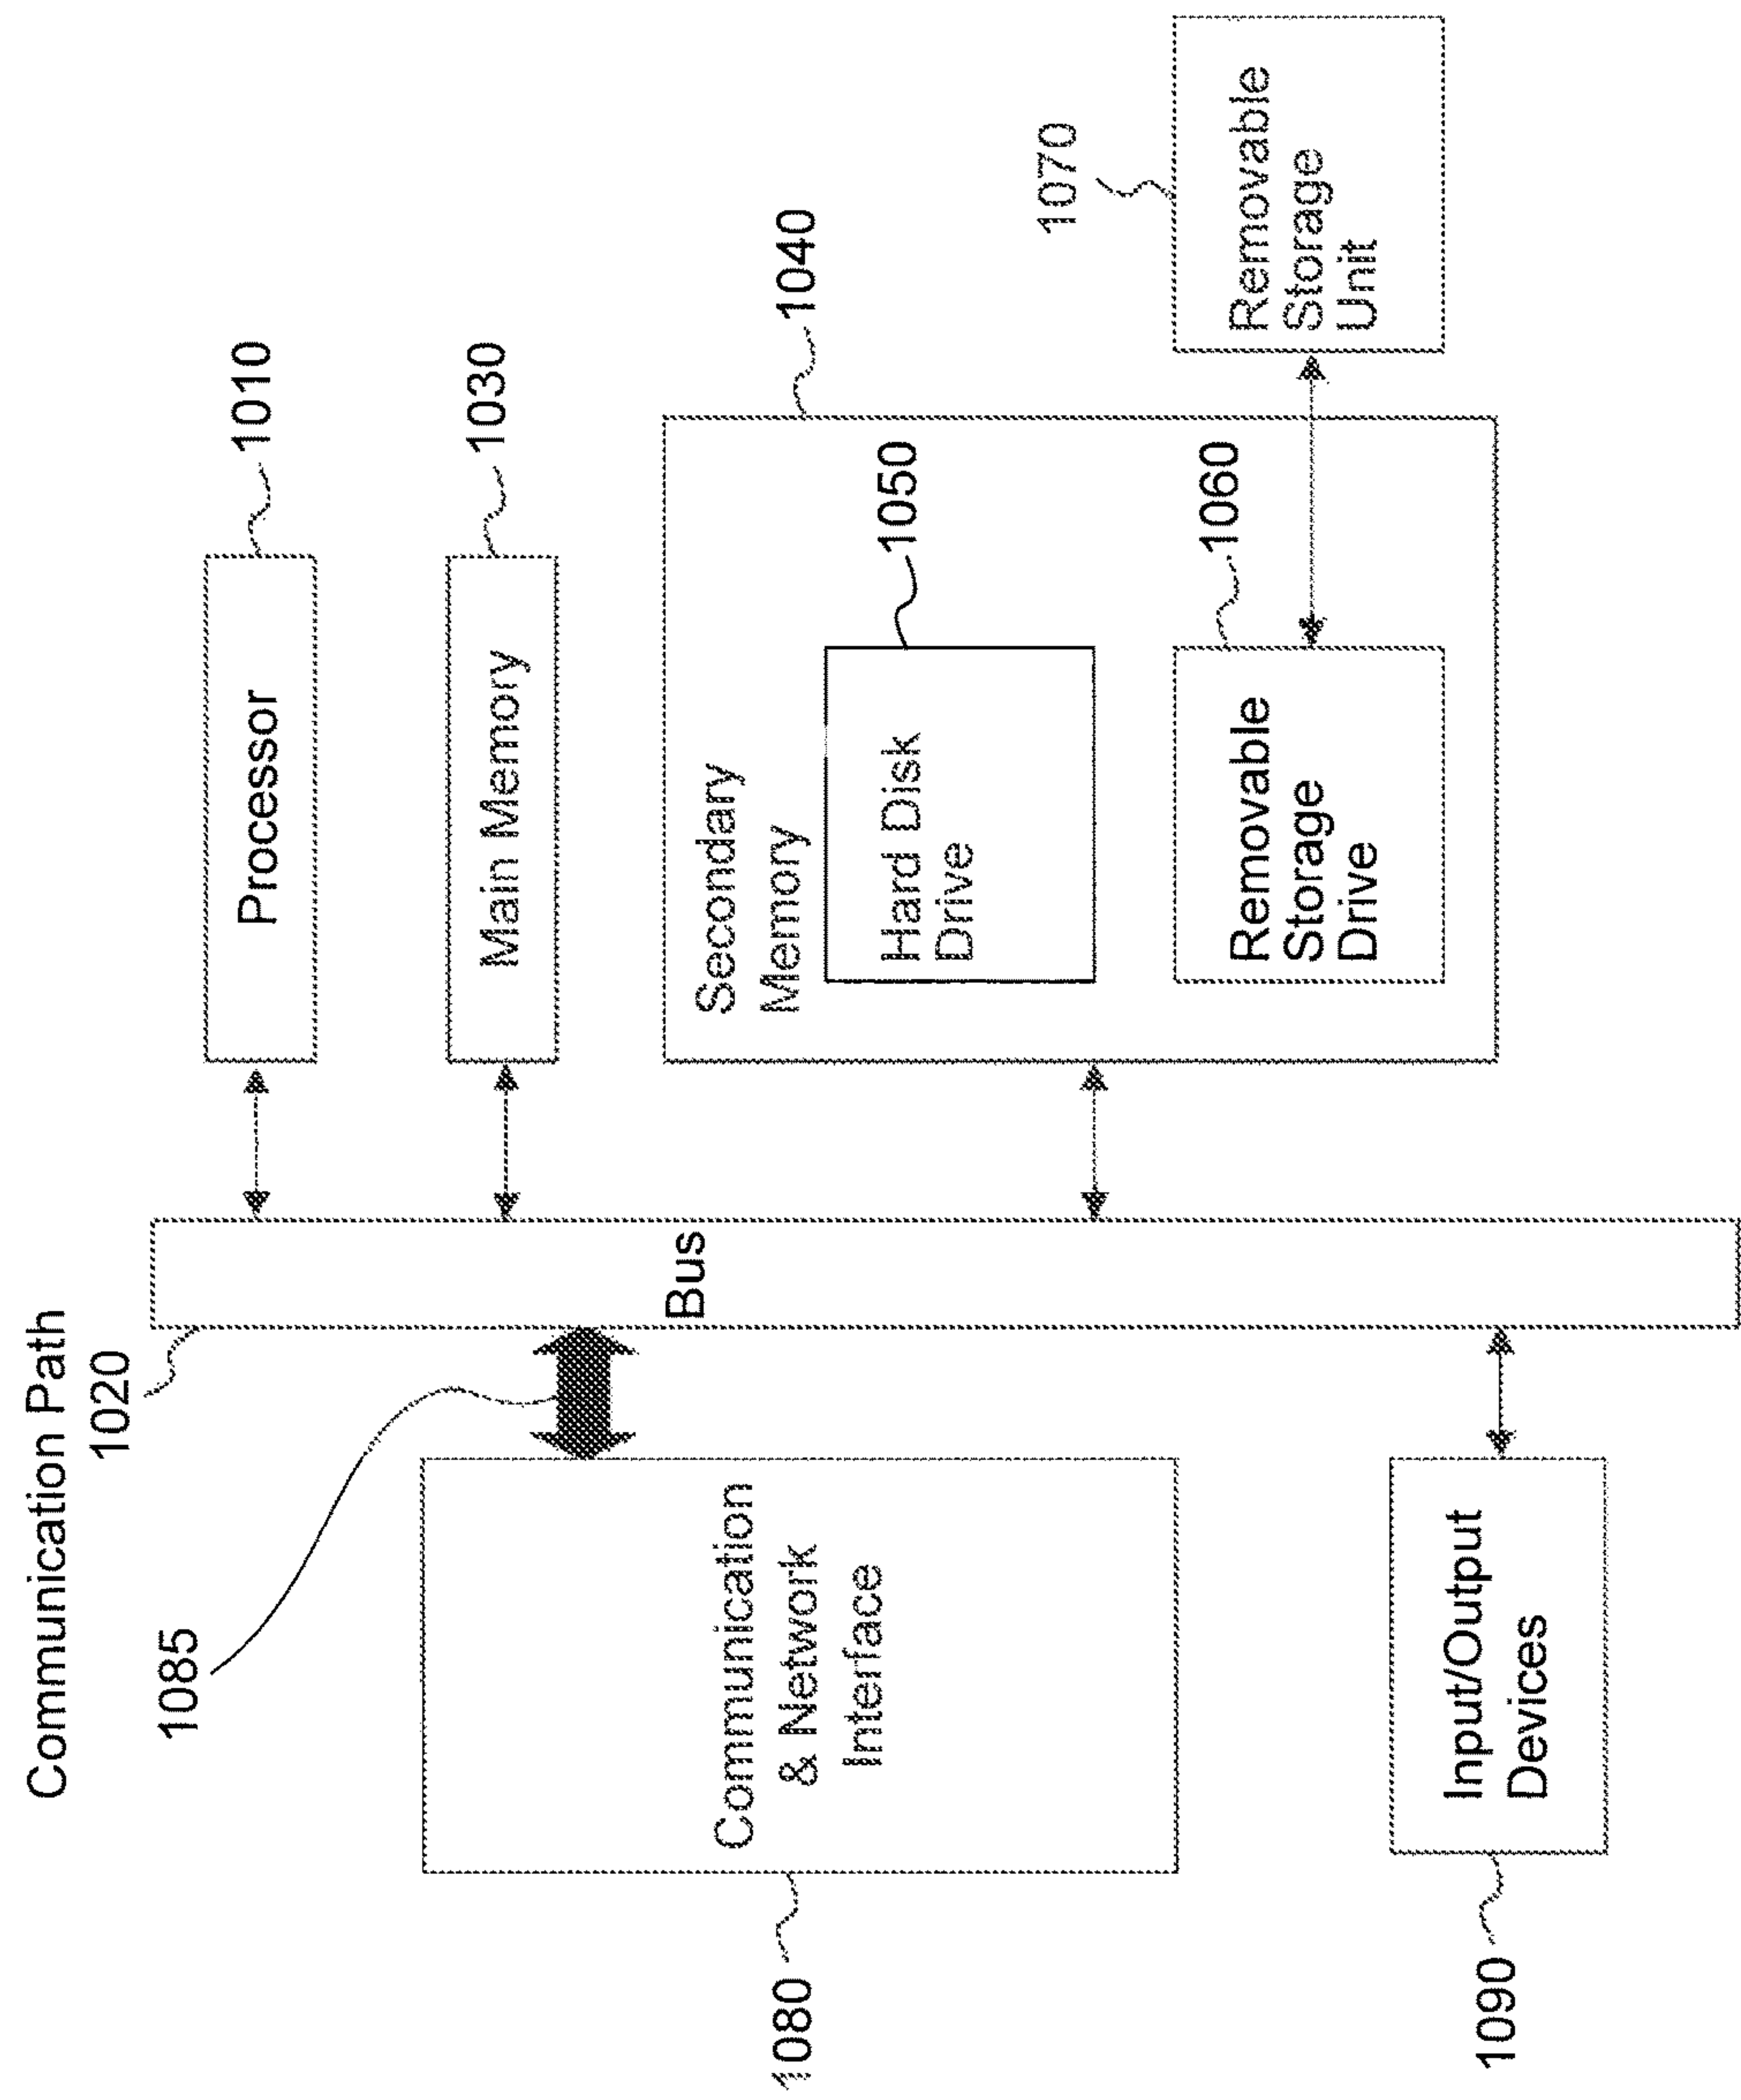 Communication Path
1020
1085
Communication
& Network
Interface
1080
Input/Output
Devices
1090
Bus
Processor
1010
Main Memory
1030
Secondary
Memory
1040
Hard Disk
Drive
1050
Removable
Storage
Drive
1060
Removable
Storage
Unit
1070